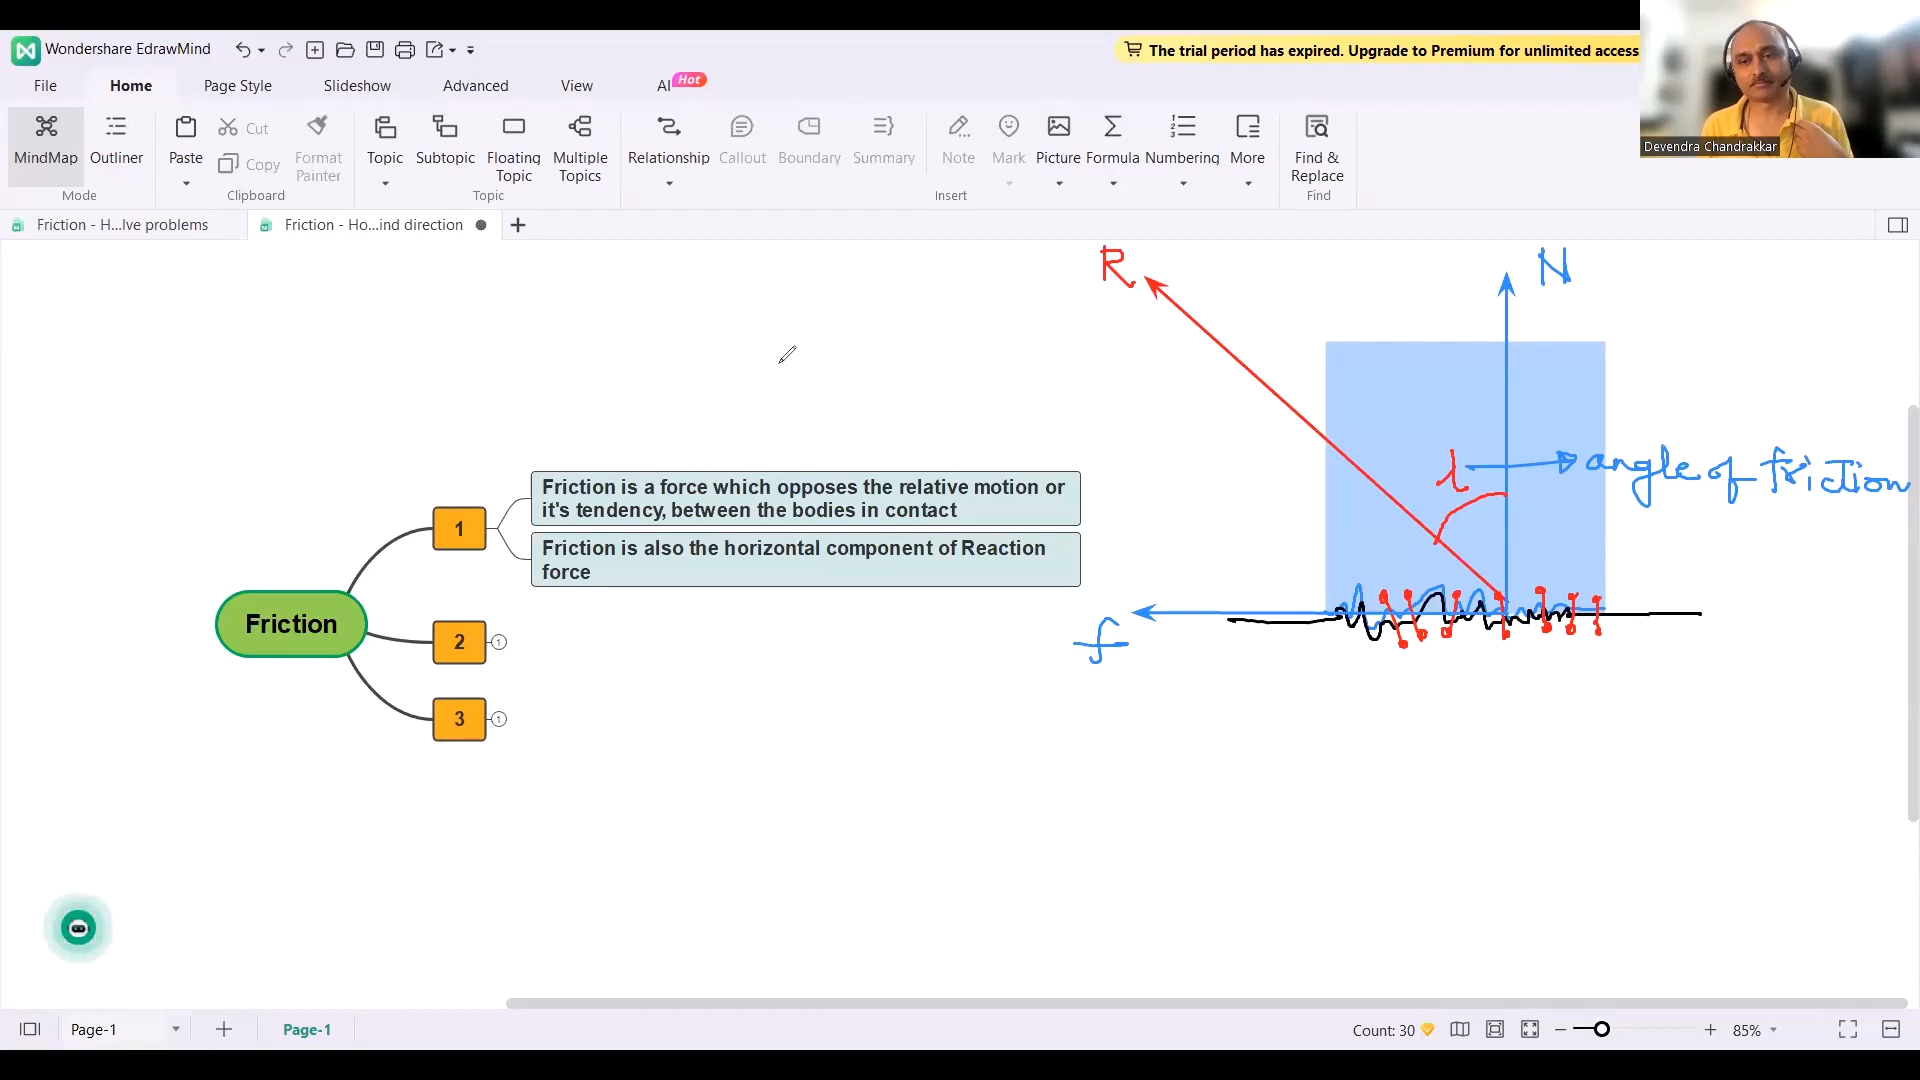 Wondershare EdrawMind
The trial period has expired. Upgrade to Premium for unlimited access
File Home Page Style Slideshow Advanced View AI Hot
MindMap Outliner Paste Cut Copy Format Painter Topic Subtopic Floating Topic Multiple Topics Relationship Callout Boundary Summary Note Mark Picture Formula Numbering More Find & Replace
Mode Clipboard Topic Insert Find
Devendra Chandrakkar
Friction - H...lve problems Friction - Ho...ind direction
R
N
λ angle of friction
f
Friction
1
Friction is a force which opposes the relative motion or
it's tendency, between the bodies in contact
Friction is also the horizontal component of Reaction
force
2 1
3 1
Page-1 Page-1 Count: 30 85%